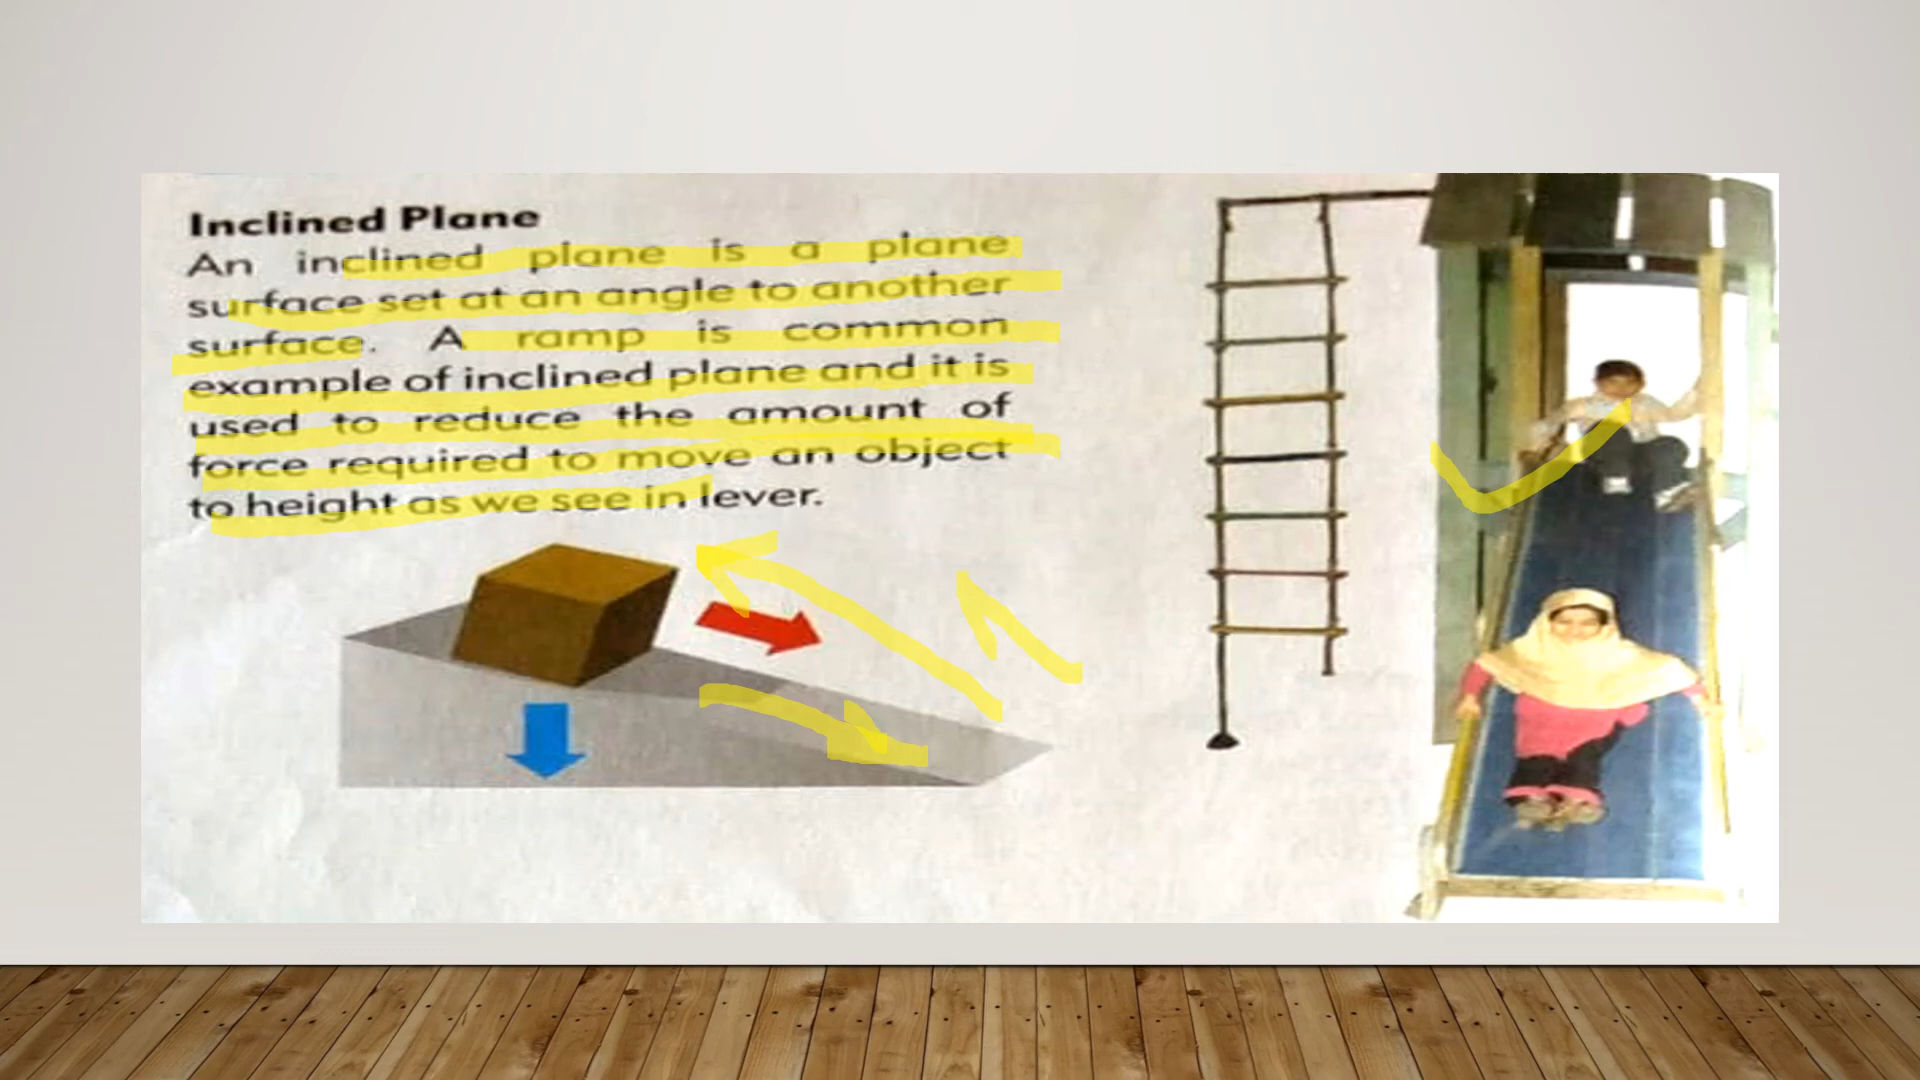 Inclined Plane
An inclined plane is a plane
surface set at an angle to another
surface. A ramp is common
example of inclined plane and it is
used to reduce the amount of
force required to move an object
to height as we see in lever.